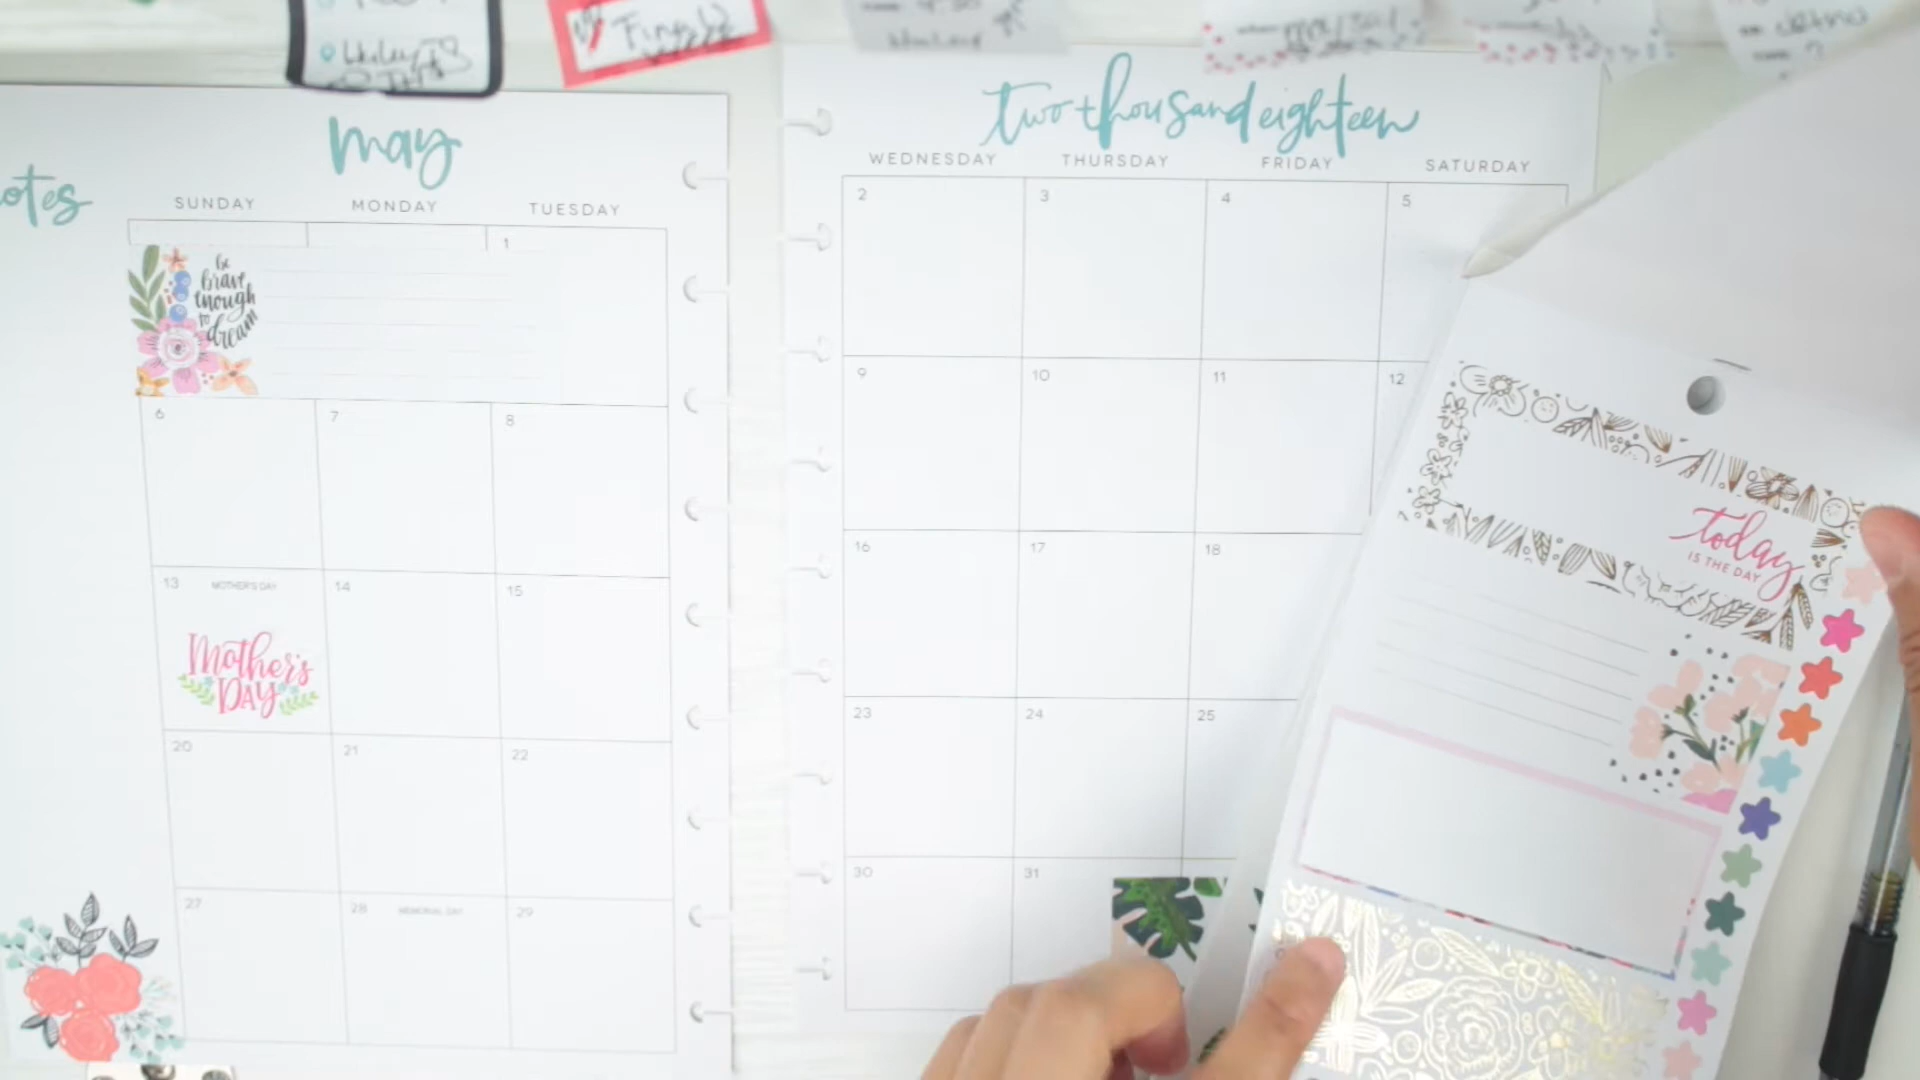 Finally
may
two thousand eighteen
otes
SUNDAY MONDAY TUESDAY
WEDNESDAY THURSDAY FRIDAY SATURDAY
1
2 3 4 5
be
brave
enough
to
dream
6 7 8
9 10 11 12
13 MOTHER'S DAY 14 15
16 17 18
Mother's
DAY
20 21 22
23 24 25
27 28 MEMORIAL DAY 29
30 31
today
IS THE DAY